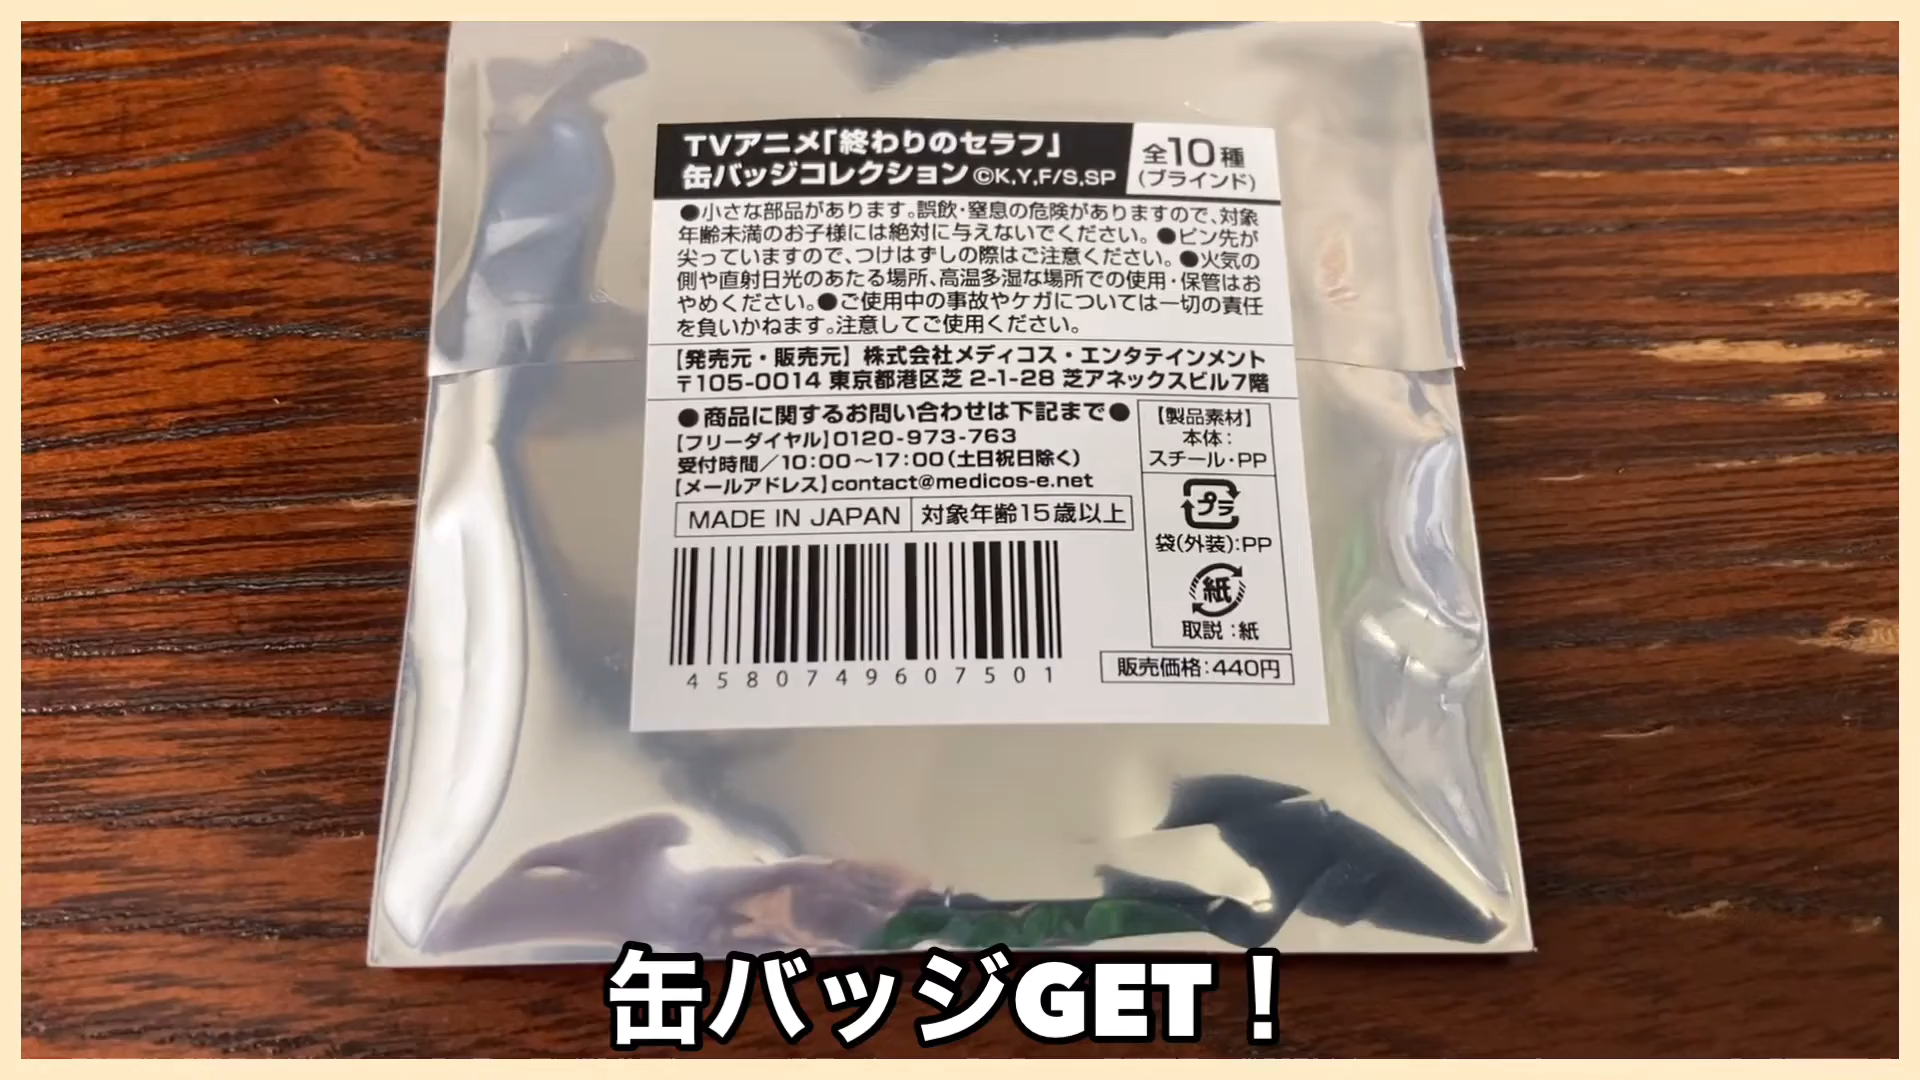 TVアニメ「終わりのセラフ」
缶バッジコレクション ©K,Y,F/S,SP
全10種
(ブラインド)
●小さな部品があります。誤飲・窒息の危険がありますので、対象
年齢未満のお子様には絶対に与えないでください。●ピン先が
尖っていますので、つけはずしの際はご注意ください。●火気の
側や直射日光のあたる場所、高温多湿な場所での使用・保管はお
やめください。●ご使用中の事故やケガについては一切の責任
を負いかねます。注意してご使用ください。
【発売元・販売元】株式会社メディコス・エンタテインメント
〒105-0014 東京都港区芝 2-1-28 芝アネックスビル7階
●商品に関するお問い合わせは下記まで●
【フリーダイヤル】0120-973-763
受付時間／10:00～17:00(土日祝日除く)
【メールアドレス】contact@medicos-e.net
MADE IN JAPAN
対象年齢15歳以上
【製品素材】
本体:
スチール・PP
プラ
袋(外装):PP
紙
取説:紙
4580749607501
販売価格:440円
缶バッジGET！